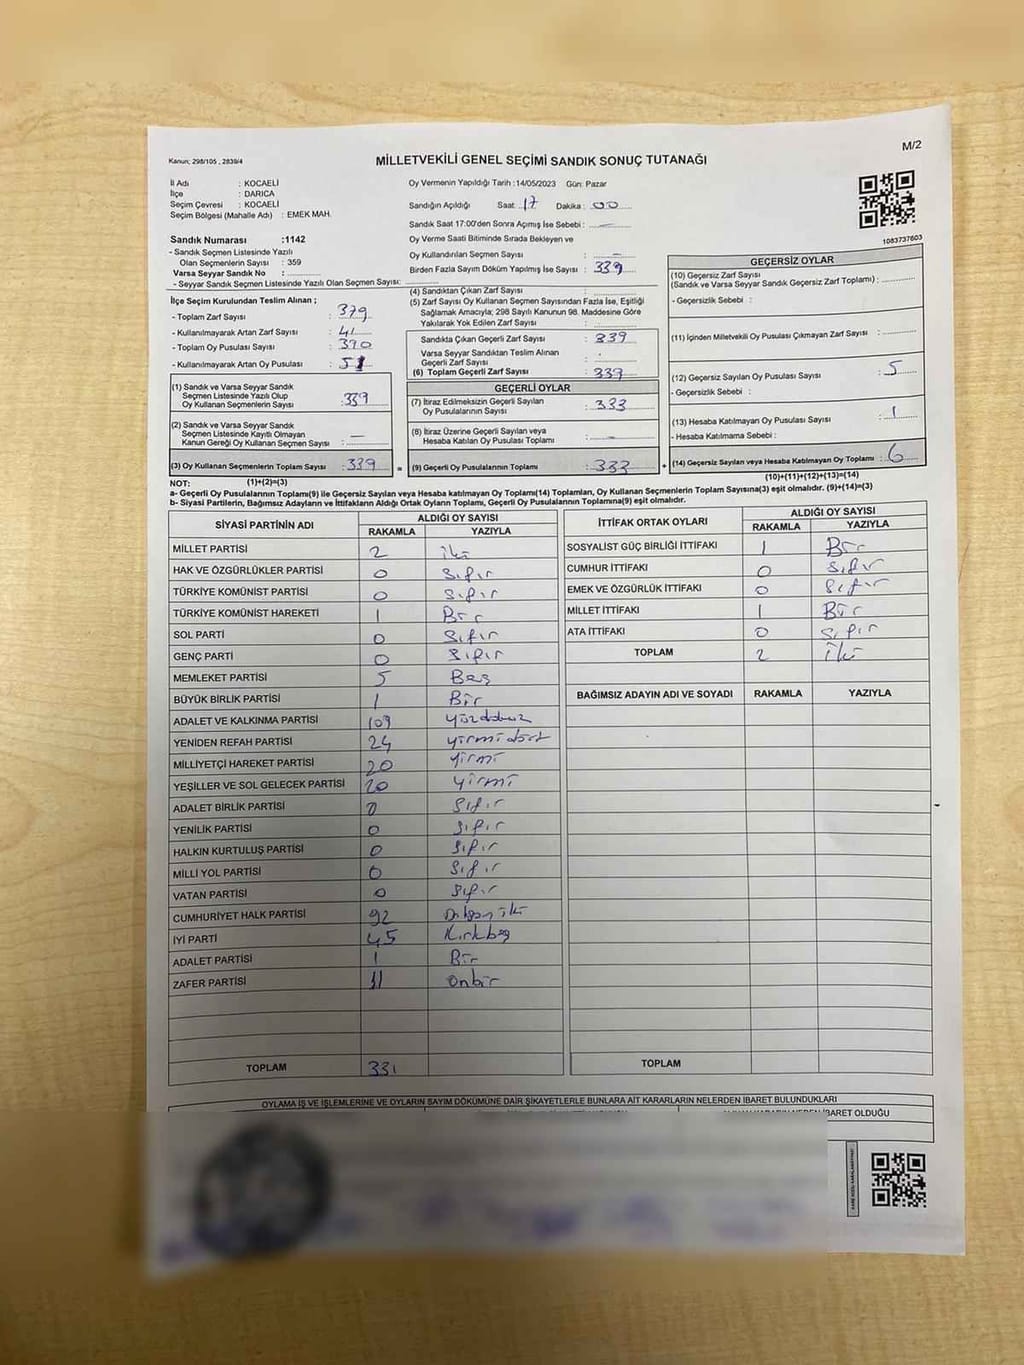 Kanun; 298/105 , 2839/4
MİLLETVEKİLİ GENEL SEÇİMİ SANDIK SONUÇ TUTANAĞI
M/2
İl Adı : KOCAELİ
İlçe : DARICA
Seçim Çevresi : KOCAELİ
Seçim Bölgesi (Mahalle Adı) : EMEK MAH.
Sandık Numarası :1142
- Sandık Seçmen Listesinde Yazılı
Olan Seçmenlerin Sayısı : 359
Varsa Seyyar Sandık No :
- Seyyar Sandık Seçmen Listesinde Yazılı Olan Seçmen Sayısı:
Oy Vermenin Yapıldığı Tarih :14/05/2023 Gün: Pazar
Sandığın Açıldığı Saat: 17 Dakika: 00
Sandık Saat 17:00'den Sonra Açımış İse Sebebi : —
Oy Verme Saati Bitiminde Sırada Bekleyen ve
Oy Kullandırılan Seçmen Sayısı : —
Birden Fazla Sayım Döküm Yapılmış İse Sayısı : 339
1083737603
İlçe Seçim Kurulundan Teslim Alınan ;
- Toplam Zarf Sayısı : 379
- Kullanılmayarak Artan Zarf Sayısı : 41
- Toplam Oy Pusulası Sayısı : 390
- Kullanılmayarak Artan Oy Pusulası : 51
(1) Sandık ve Varsa Seyyar Sandık
Seçmen Listesinde Yazılı Olup
Oy Kullanan Seçmenlerin Sayısı : 339
(2) Sandık ve Varsa Seyyar Sandık
Seçmen Listesinde Kayıtlı Olmayan
Kanun Gereği Oy Kullanan Seçmen Sayısı : —
(3) Oy Kullanan Seçmenlerin Toplam Sayısı : 339
(1)+(2)=(3)
(4) Sandıktan Çıkan Zarf Sayısı :
(5) Zarf Sayısı Oy Kullanan Seçmen Sayısından Fazla İse, Eşitliği
Sağlamak Amacıyla; 298 Sayılı Kanunun 98. Maddesine Göre
Yakılarak Yok Edilen Zarf Sayısı :
Sandıkta Çıkan Geçerli Zarf Sayısı : 339
Varsa Seyyar Sandıktan Teslim Alınan
Geçerli Zarf Sayısı :
(6) Toplam Geçerli Zarf Sayısı : 339
GEÇERLİ OYLAR
(7) İtiraz Edilmeksizin Geçerli Sayılan
Oy Pusulalarının Sayısı : 333
(8) İtiraz Üzerine Geçerli Sayılan veya
Hesaba Katılan Oy Pusulası Toplamı : —
= (9) Geçerli Oy Pusulalarının Toplamı : 333
GEÇERSİZ OYLAR
(10) Geçersiz Zarf Sayısı
(Sandık ve Varsa Seyyar Sandık Geçersiz Zarf Toplamı) :
- Geçersizlik Sebebi :
(11) İçinden Milletvekili Oy Pusulası Çıkmayan Zarf Sayısı :
(12) Geçersiz Sayılan Oy Pusulası Sayısı : 5
- Geçersizlik Sebebi :
(13) Hesaba Katılmayan Oy Pusulası Sayısı : 1
- Hesaba Katılmama Sebebi :
+ (14) Geçersiz Sayılan veya Hesaba Katılmayan Oy Toplamı : 6
(10)+(11)+(12)+(13)=(14)
NOT:
a- Geçerli Oy Pusulalarının Toplamı(9) ile Geçersiz Sayılan veya Hesaba katılmayan Oy Toplamı(14) Toplamları, Oy Kullanan Seçmenlerin Toplam Sayısına(3) eşit olmalıdır. (9)+(14)=(3)
b- Siyasi Partilerin, Bağımsız Adayların ve İttifakların Aldığı Ortak Oyların Toplamı, Geçerli Oy Pusulalarının Toplamına(9) eşit olmalıdır.
SİYASİ PARTİNİN ADI ALDIĞI OY SAYISI
RAKAMLA YAZIYLA
MİLLET PARTİSİ 2 iki
HAK VE ÖZGÜRLÜKLER PARTİSİ 0 Sıfır
TÜRKİYE KOMÜNİST PARTİSİ 0 Sıfır
TÜRKİYE KOMÜNİST HAREKETİ 1 Bir
SOL PARTİ 0 Sıfır
GENÇ PARTİ 0 Sıfır
MEMLEKET PARTİSİ 5 Beş
BÜYÜK BİRLİK PARTİSİ 1 Bir
ADALET VE KALKINMA PARTİSİ 109 yüzdokuz
YENİDEN REFAH PARTİSİ 24 yirmidört
MİLLİYETÇİ HAREKET PARTİSİ 20 yirmi
YEŞİLLER VE SOL GELECEK PARTİSİ 20 yirmi
ADALET BİRLİK PARTİSİ 0 Sıfır
YENİLİK PARTİSİ 0 Sıfır
HALKIN KURTULUŞ PARTİSİ 0 Sıfır
MİLLİ YOL PARTİSİ 0 Sıfır
VATAN PARTİSİ 0 Sıfır
CUMHURİYET HALK PARTİSİ 92 Doksan iki
İYİ PARTİ 45 Kırkbeş
ADALET PARTİSİ 1 Bir
ZAFER PARTİSİ 11 onbir
TOPLAM 331
İTTİFAK ORTAK OYLARI ALDIĞI OY SAYISI
RAKAMLA YAZIYLA
SOSYALİST GÜÇ BİRLİĞİ İTTİFAKI 1 Bir
CUMHUR İTTİFAKI 0 Sıfır
EMEK VE ÖZGÜRLÜK İTTİFAKI 0 Sıfır
MİLLET İTTİFAKI 1 Bir
ATA İTTİFAKI 0 Sıfır
TOPLAM 2 iki
BAĞIMSIZ ADAYIN ADI VE SOYADI RAKAMLA YAZIYLA
TOPLAM
OYLAMA İŞ VE İŞLEMLERİNE VE OYLARIN SAYIM DÖKÜMÜNE DAİR ŞİKAYETLERLE BUNLARA AİT KARARLARIN NELERDEN İBARET BULUNDUKLARI
İBARET OLDUĞU